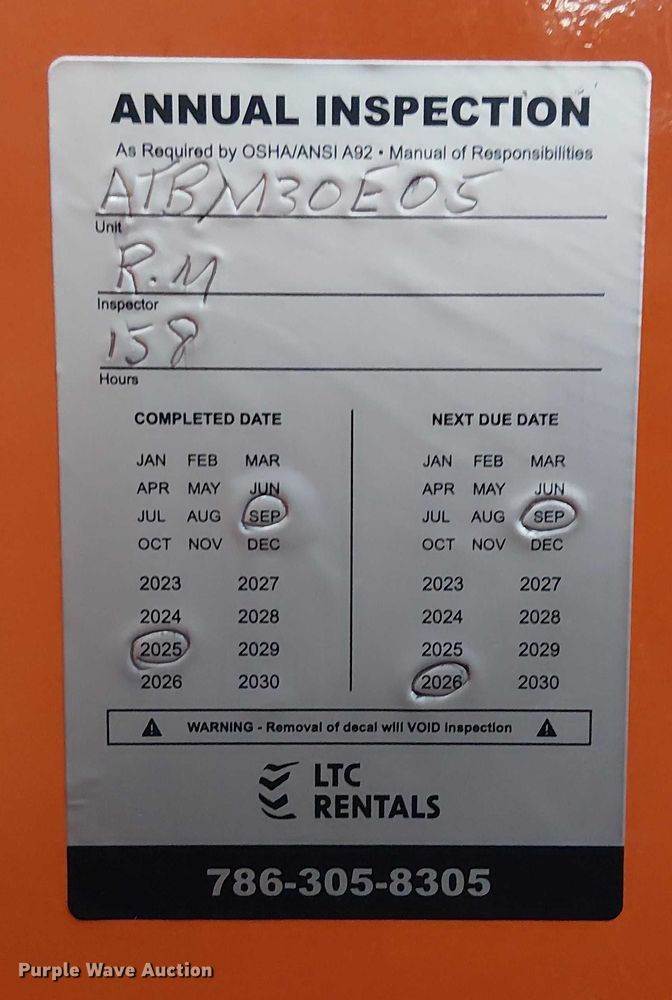 ANNUAL INSPECTION
As Required by OSHA/ANSI A92 • Manual of Responsibilities
ATBM30E05
Unit
R.M
Inspector
158
Hours
COMPLETED DATE
JAN FEB MAR
APR MAY JUN
JUL AUG SEP
OCT NOV DEC
2023 2027
2024 2028
2025 2029
2026 2030
NEXT DUE DATE
JAN FEB MAR
APR MAY JUN
JUL AUG SEP
OCT NOV DEC
2023 2027
2024 2028
2025 2029
2026 2030
WARNING - Removal of decal will VOID Inspection
LTC
RENTALS
786-305-8305
Purple Wave Auction